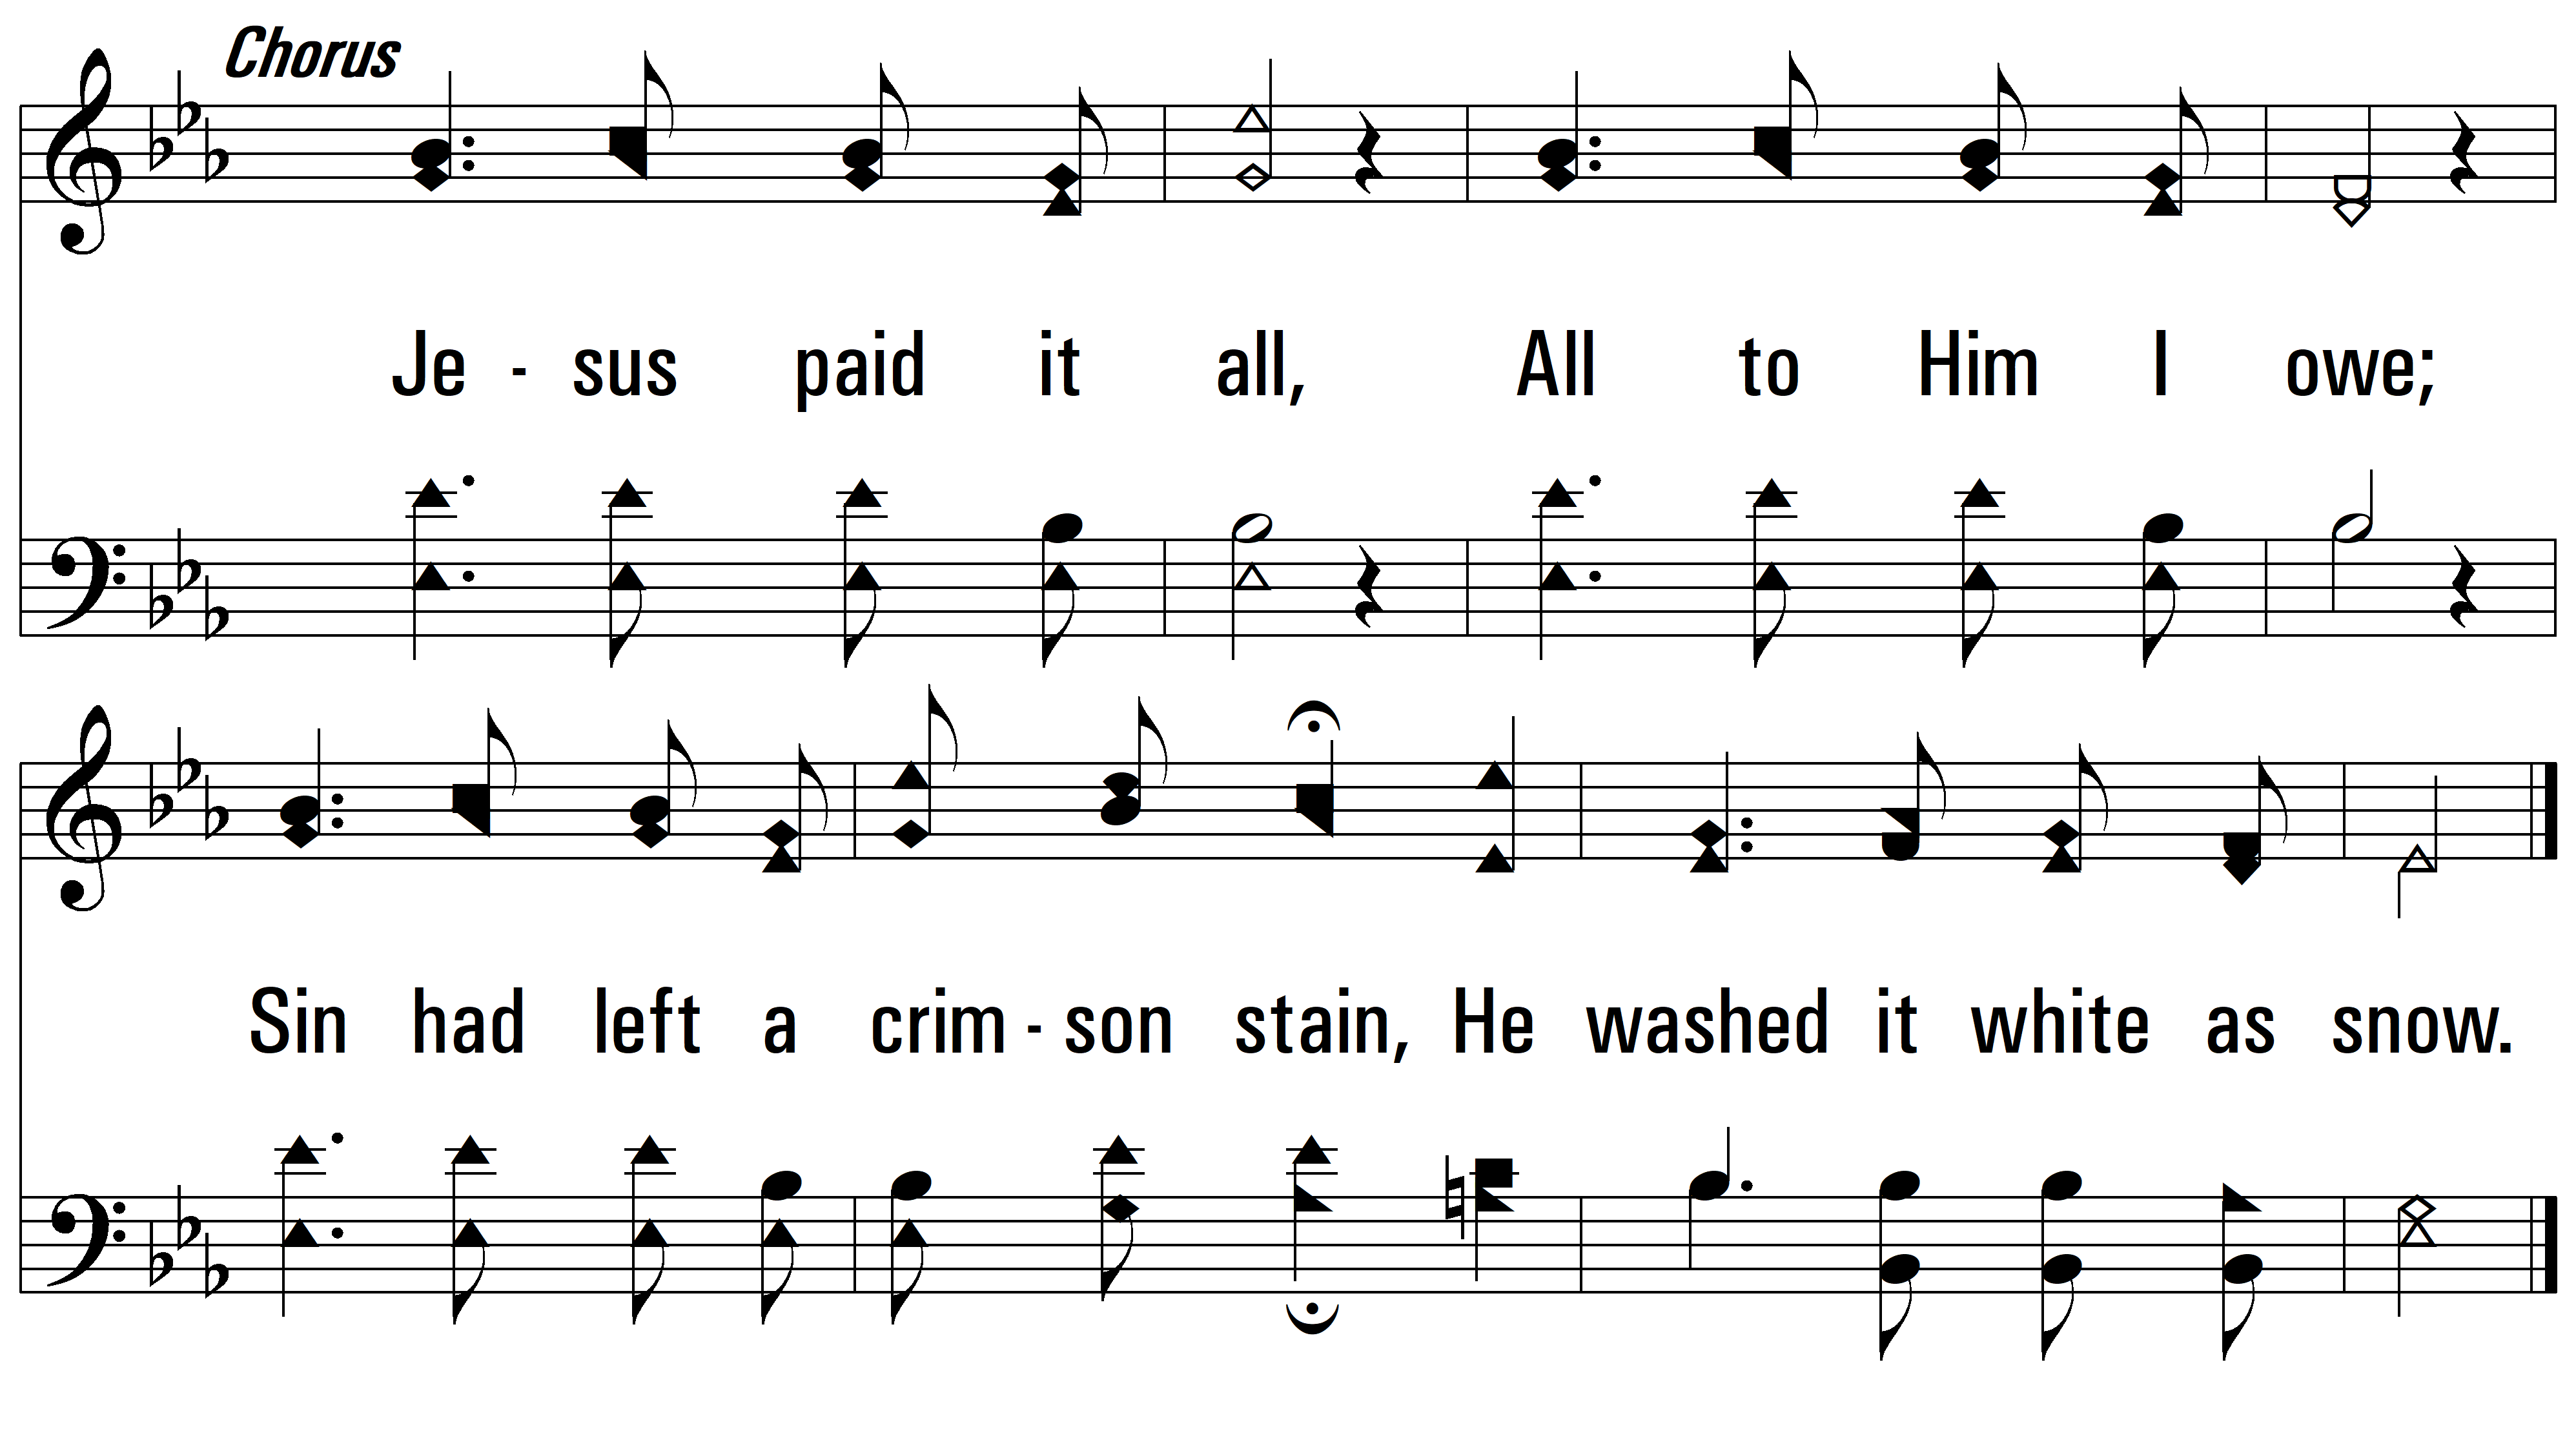 Chorus
Je - sus paid it all, All to Him I owe;
Sin had left a crim - son stain, He washed it white as snow.